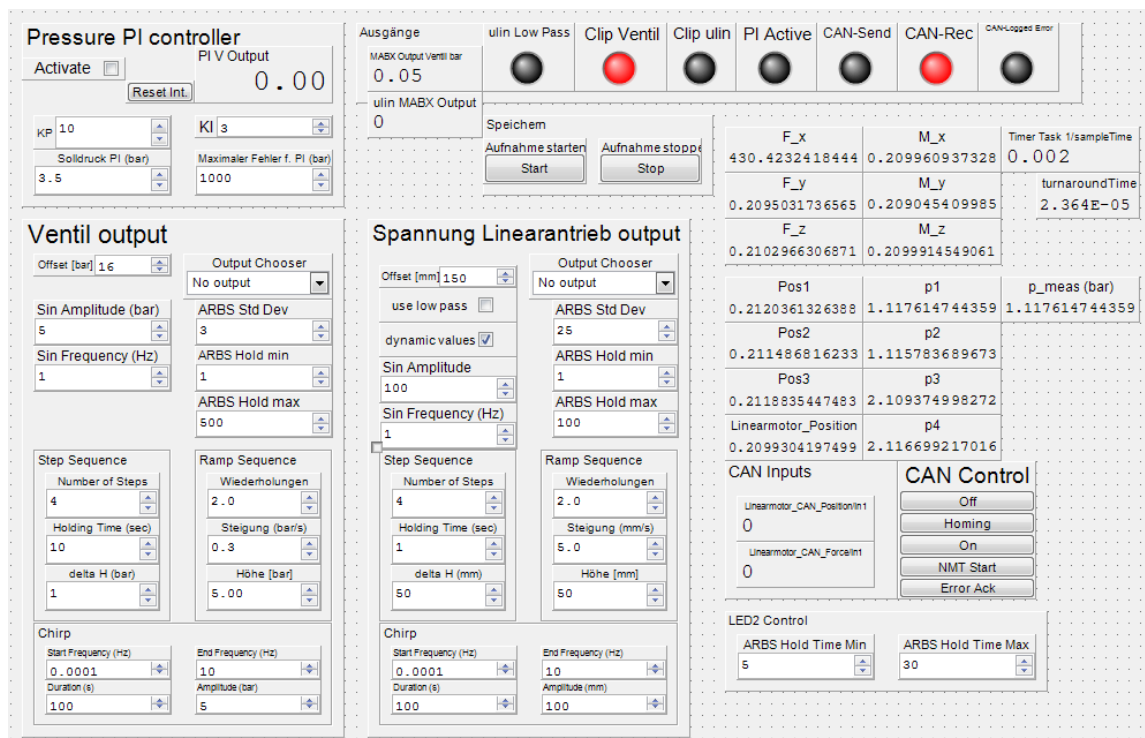 Pressure PI controller
Activate
PI V Output
0.00
Reset Int.
KP 10
KI 3
Solldruck PI (bar)
3.5
Maximaler Fehler f. PI (bar)
1000
Ausgänge
MABX Output Ventil bar
0.05
ulin MABX Output
0
ulin Low Pass
Clip Ventil
Clip ulin
PI Active
CAN-Send
CAN-Rec
CAN-Logged Error
Speichern
Aufnahme starten
Start
Aufnahme stoppe
Stop
F_x
430.4232418444
M_x
0.209960937328
Timer Task 1/sampleTime
0.002
F_y
0.2095031736565
M_y
0.209045409985
turnaroundTime
2.364E-05
F_z
0.2102966306871
M_z
0.2099914549061
Pos1
0.2120361326388
p1
1.117614744359
p_meas (bar)
1.117614744359
Pos2
0.211486816233
p2
1.115783689673
Pos3
0.2118835447483
p3
2.109374998272
Linearmotor_Position
0.2099304197499
p4
2.116699217016
Ventil output
Offset [bar] 16
Output Chooser
No output
Sin Amplitude (bar)
5
Sin Frequency (Hz)
1
ARBS Std Dev
3
ARBS Hold min
1
ARBS Hold max
500
Step Sequence
Number of Steps
4
Holding Time (sec)
10
delta H (bar)
1
Ramp Sequence
Wiederholungen
2.0
Steigung (bar/s)
0.3
Höhe [bar]
5.00
Chirp
Start Frequency (Hz)
0.0001
End Frequency (Hz)
10
Duration (s)
100
Amplitude (bar)
5
Spannung Linearantrieb output
Offset [mm] 150
Output Chooser
No output
use low pass
dynamic values
Sin Amplitude
100
Sin Frequency (Hz)
1
ARBS Std Dev
25
ARBS Hold min
1
ARBS Hold max
100
Step Sequence
Number of Steps
4
Holding Time (sec)
1
delta H (mm)
50
Ramp Sequence
Wiederholungen
2.0
Steigung (mm/s)
5.0
Höhe [mm]
50
Chirp
Start Frequency (Hz)
0.0001
End Frequency (Hz)
10
Duration (s)
100
Amplitude (mm)
100
CAN Inputs
Linearmotor_CAN_Position/In1
0
Linearmotor_CAN_Force/In1
0
CAN Control
Off
Homing
On
NMT Start
Error Ack
LED2 Control
ARBS Hold Time Min
5
ARBS Hold Time Max
30